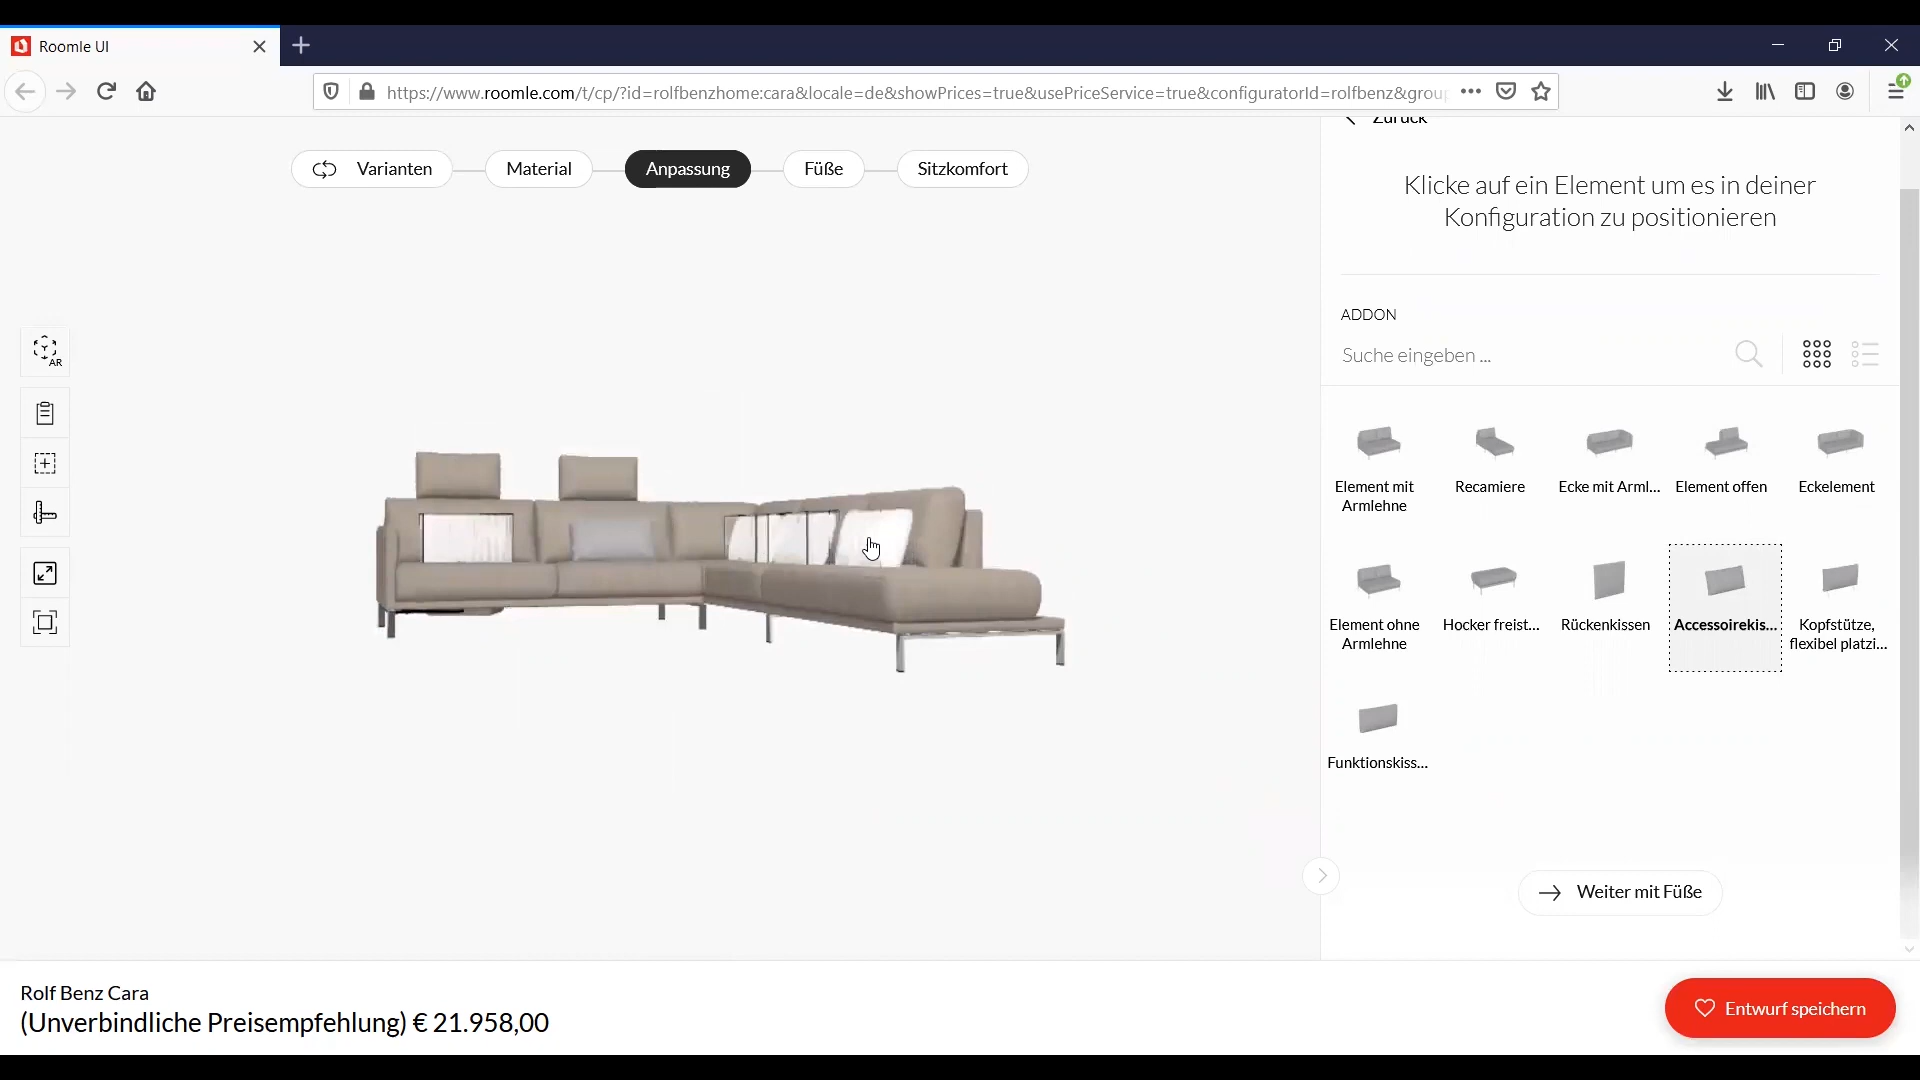 Roomle UI
https://www.roomle.com/t/cp/?id=rolfbenzhome:cara&locale=de&showPrices=true&usePriceService=true&configuratorId=rolfbenz&grou
Zurück
Varianten
Material
Anpassung
Füße
Sitzkomfort
Klicke auf ein Element um es in deiner
Konfiguration zu positionieren
ADDON
Suche eingeben ...
AR
Element mit
Armlehne
Recamiere
Ecke mit Arml...
Element offen
Eckelement
Element ohne
Armlehne
Hocker freist...
Rückenkissen
Accessoirekis...
Kopfstütze,
flexibel platzi...
Funktionskiss...
Weiter mit Füße
Rolf Benz Cara
(Unverbindliche Preisempfehlung) € 21.958,00
Entwurf speichern